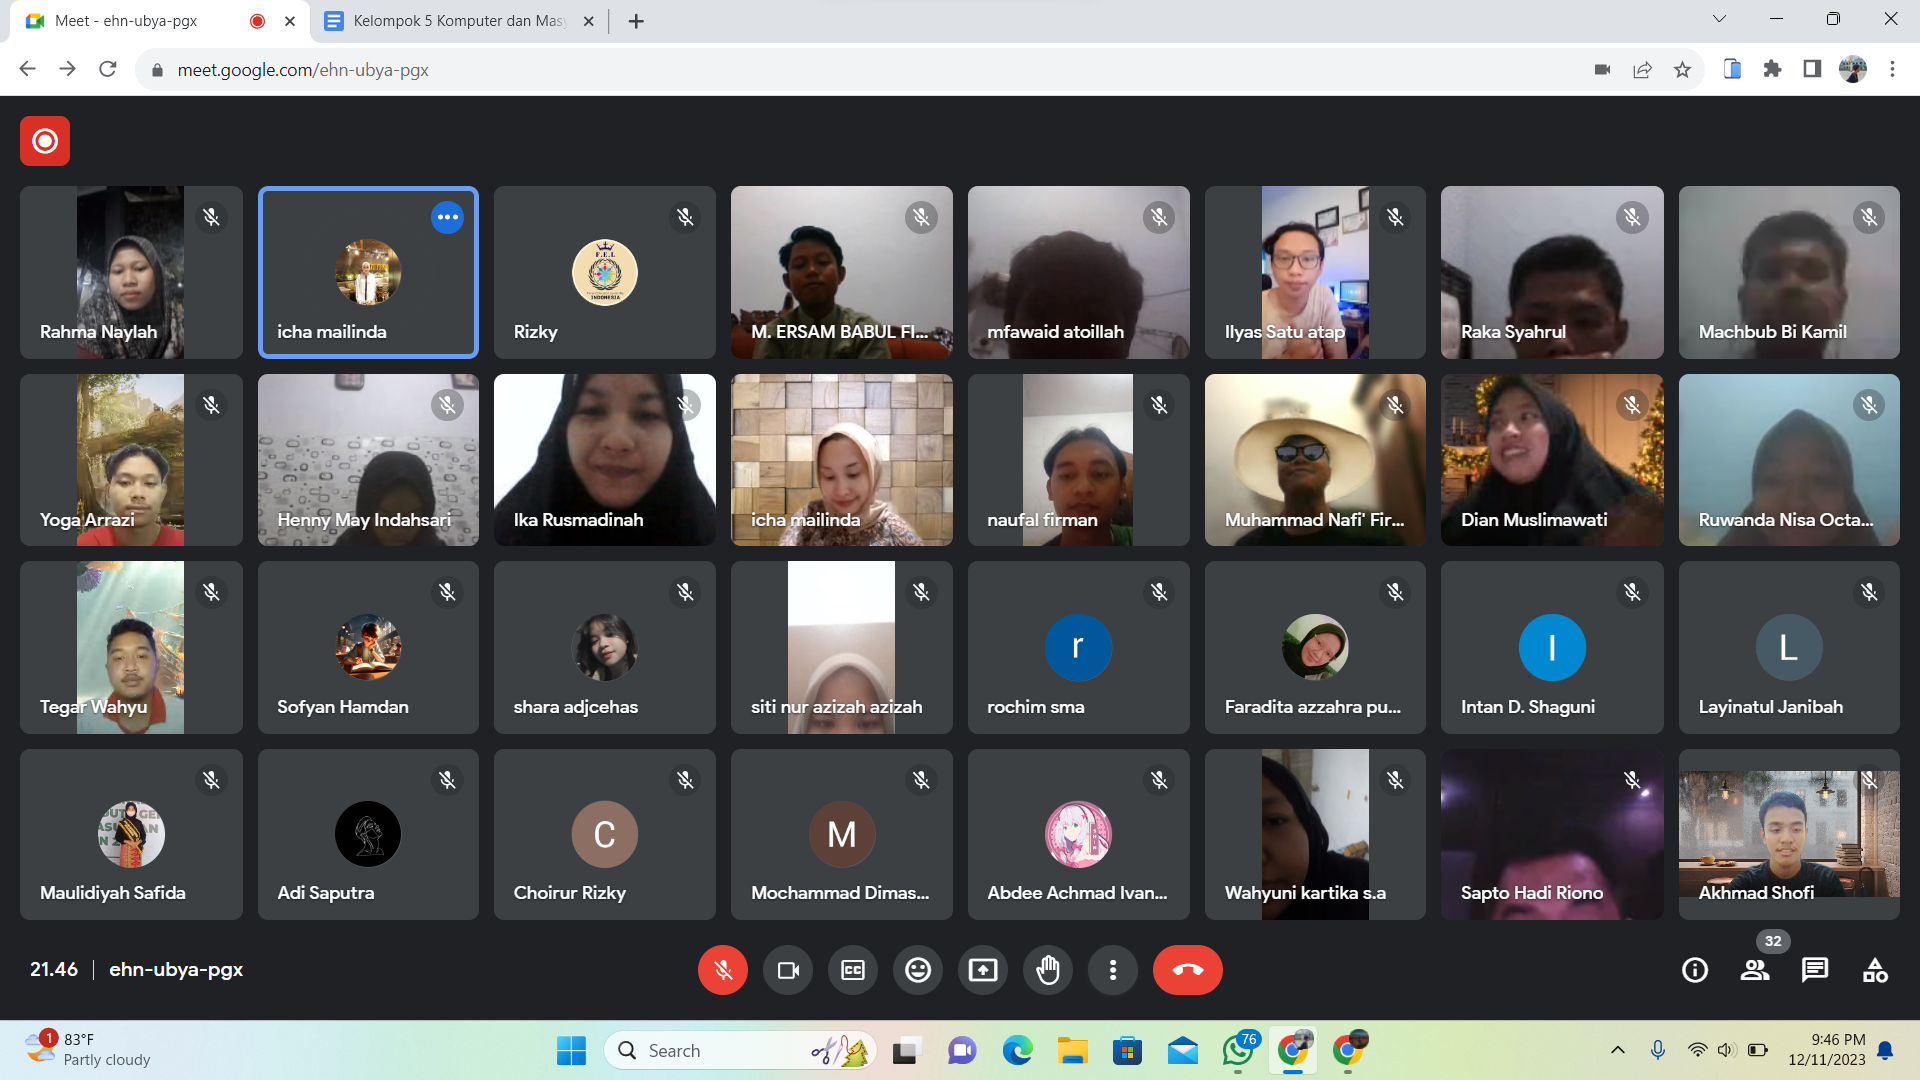 Meet - ehn-ubya-pgx
Kelompok 5 Komputer dan Mas
meet.google.com/ehn-ubya-pgx
Rahma Naylah
icha mailinda
F.E.L
INDONESIA
Rizky
M. ERSAM BABUL FI...
mfawaid atoillah
Ilyas Satu atap
Raka Syahrul
Machbub Bi Kamil
Yoga Arrazi
Henny May Indahsari
Ika Rusmadinah
icha mailinda
naufal firman
Muhammad Nafi' Fir...
Dian Muslimawati
Ruwanda Nisa Octa...
Tegar Wahyu
Sofyan Hamdan
shara adjcehas
siti nur azizah azizah
r
rochim sma
Faradita azzahra pu...
I
Intan D. Shaguni
L
Layinatul Janibah
Maulidiyah Safida
Adi Saputra
C
Choirur Rizky
M
Mochammad Dimas...
Abdee Achmad Ivan...
Wahyuni kartika s.a
Sapto Hadi Riono
Akhmad Shofi
21.46
ehn-ubya-pgx
CC
32
1
83°F
Partly cloudy
Search
76
9:46 PM
12/11/2023